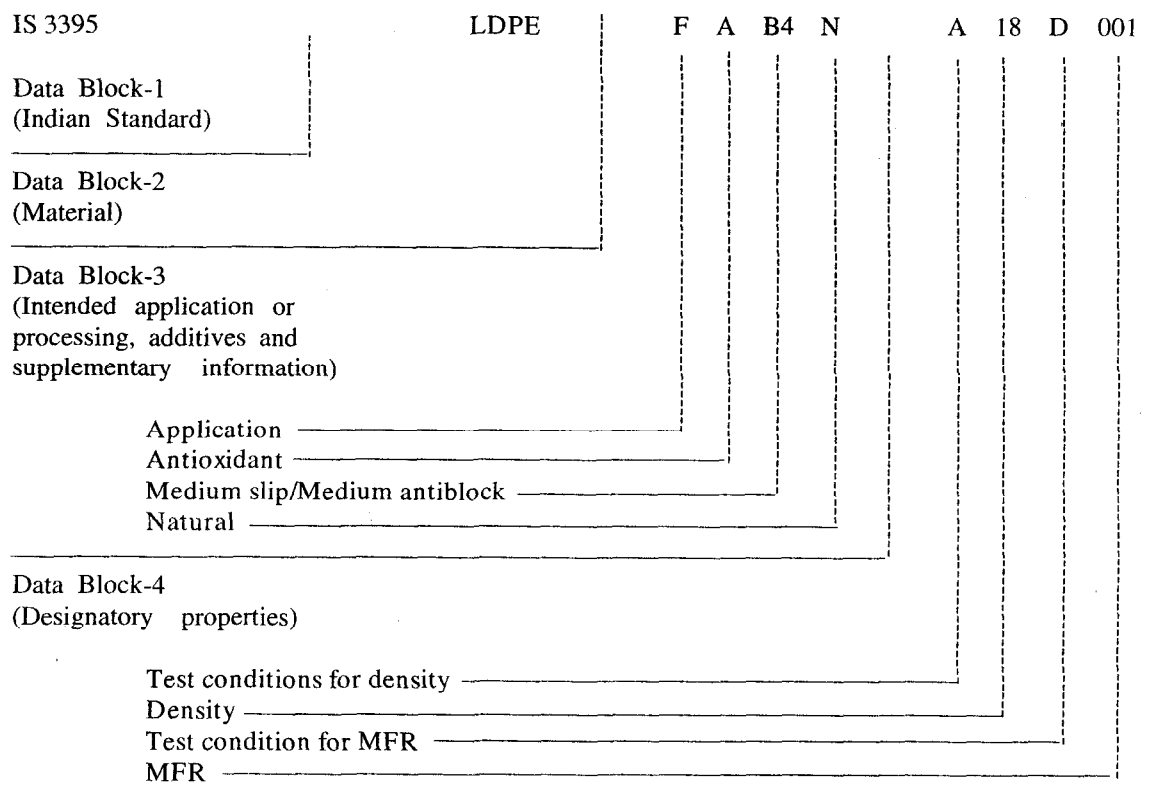 IS 3395 LDPE F A B4 N A 18 D 001
Data Block-1
(Indian Standard)
Data Block-2
(Material)
Data Block-3
(Intended application or
processing, additives and
supplementary information)
Application
Antioxidant
Medium slip/Medium antiblock
Natural
Data Block-4
(Designatory properties)
Test conditions for density
Density
Test condition for MFR
MFR